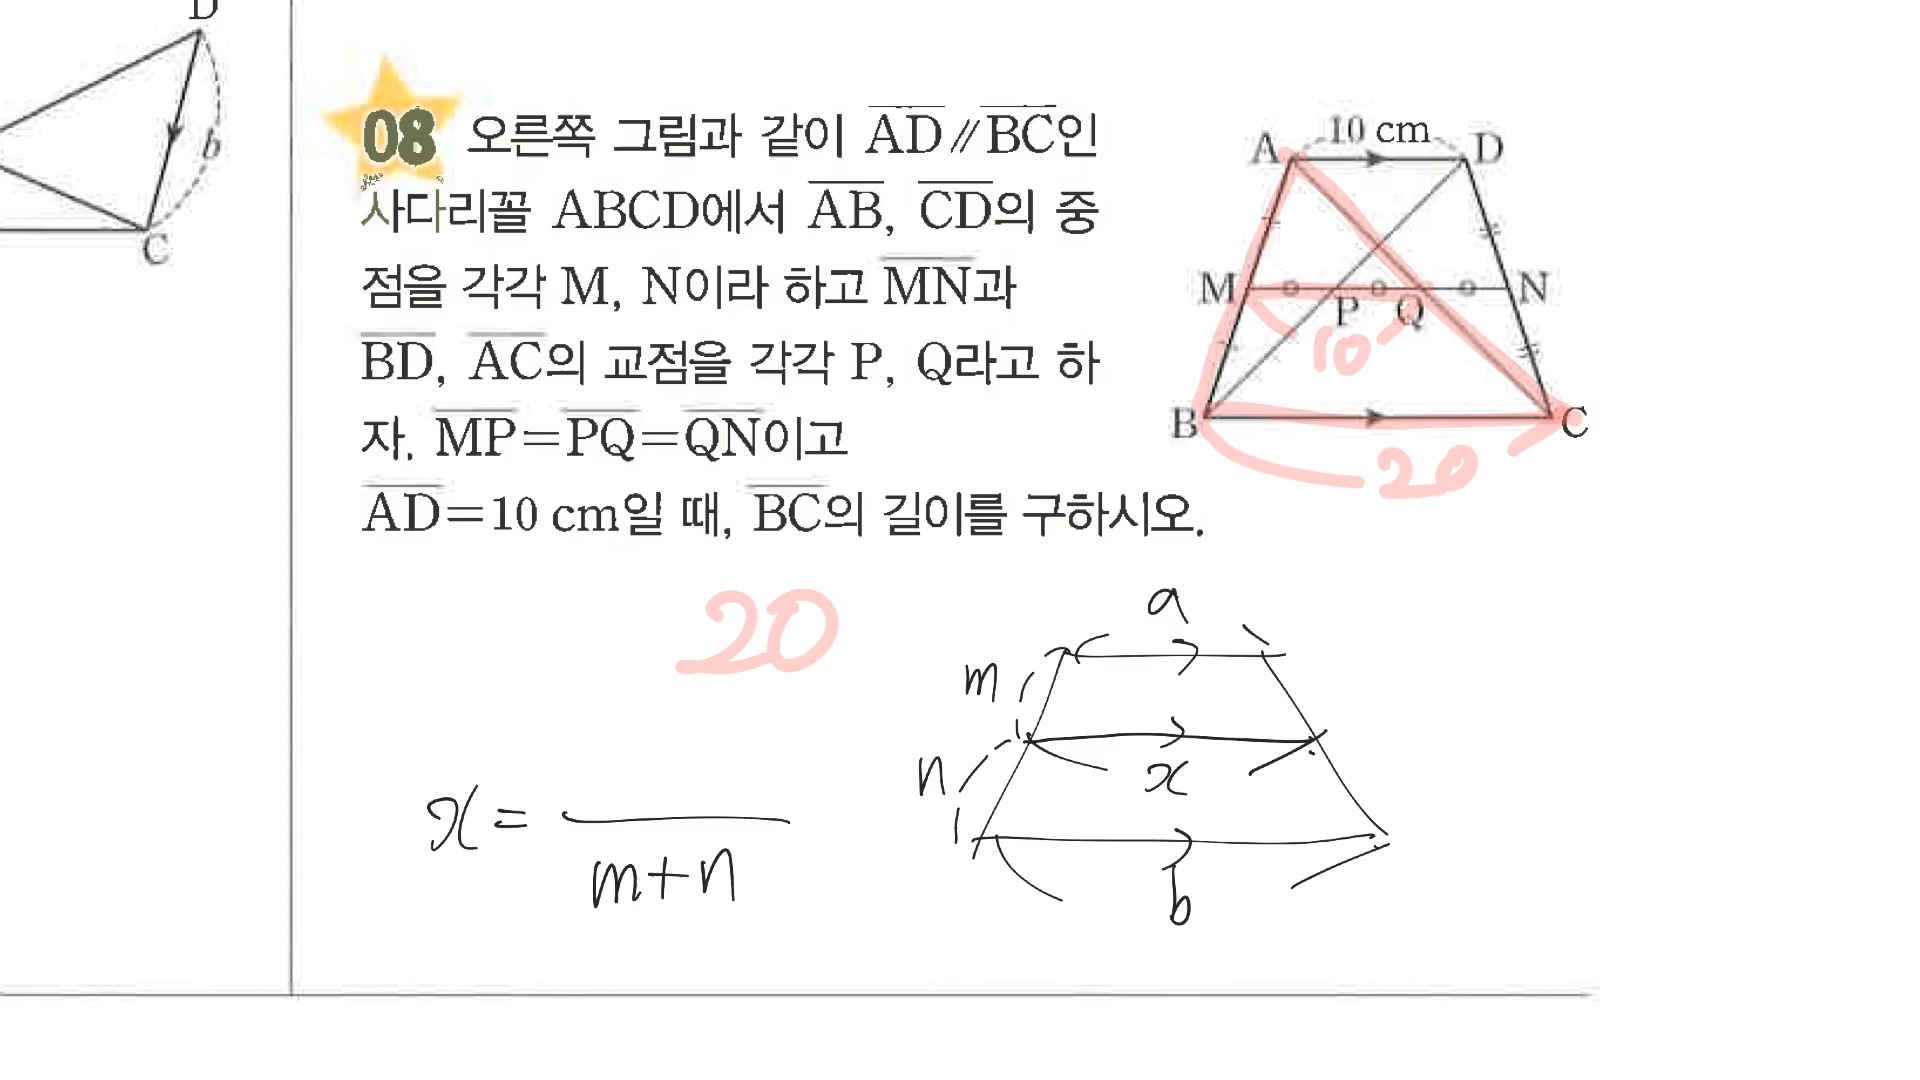 D
b
C
08 오른쪽 그림과 같이 AD∥BC인
사다리꼴 ABCD에서 AB, CD의 중
점을 각각 M, N이라 하고 MN과
BD, AC의 교점을 각각 P, Q라고 하
자. MP=PQ=QN이고
AD=10 cm일 때, BC의 길이를 구하시오.
A 10 cm D
M P Q N
10
B C
20
20
a
m
n x
b
x = m+n